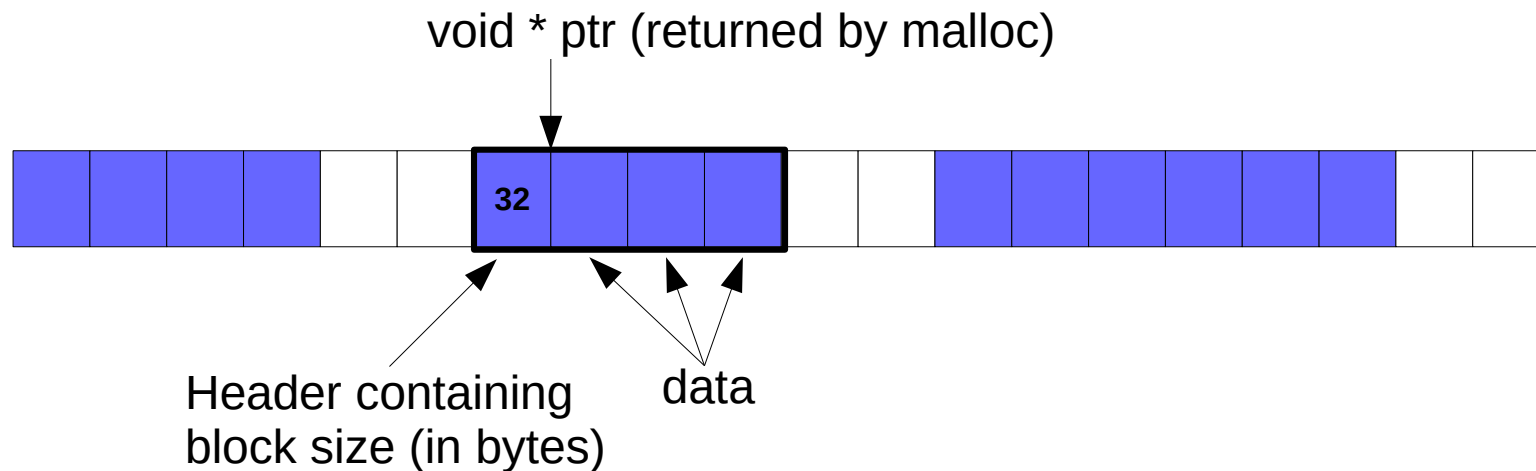 void * ptr (returned by malloc)
32
Header containing
block size (in bytes)
data